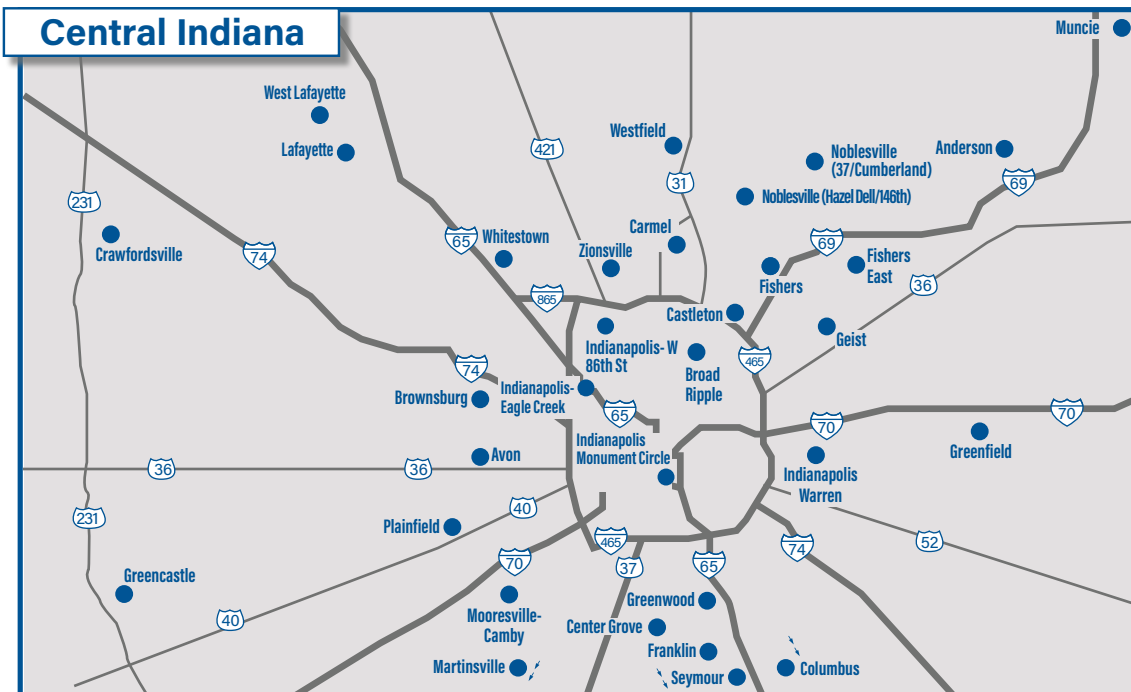 Central Indiana
Muncie
West Lafayette
Lafayette
421
Westfield
31
Noblesville
(37/Cumberland)
Anderson
69
Noblesville (Hazel Dell/146th)
231
Crawfordsville
74
65
Whitestown
Zionsville
Carmel
69
Fishers
Fishers
East
36
865
Castleton
Geist
Indianapolis- W
86th St
Broad
Ripple
465
74
Brownsburg
Indianapolis-
Eagle Creek
65
70
70
Indianapolis
Monument Circle
Greenfield
Avon
36
36
Indianapolis
Warren
231
40
Plainfield
465
52
70
37
65
74
Greencastle
40
Mooresville-
Camby
Greenwood
Center Grove
Franklin
Martinsville
Seymour
Columbus